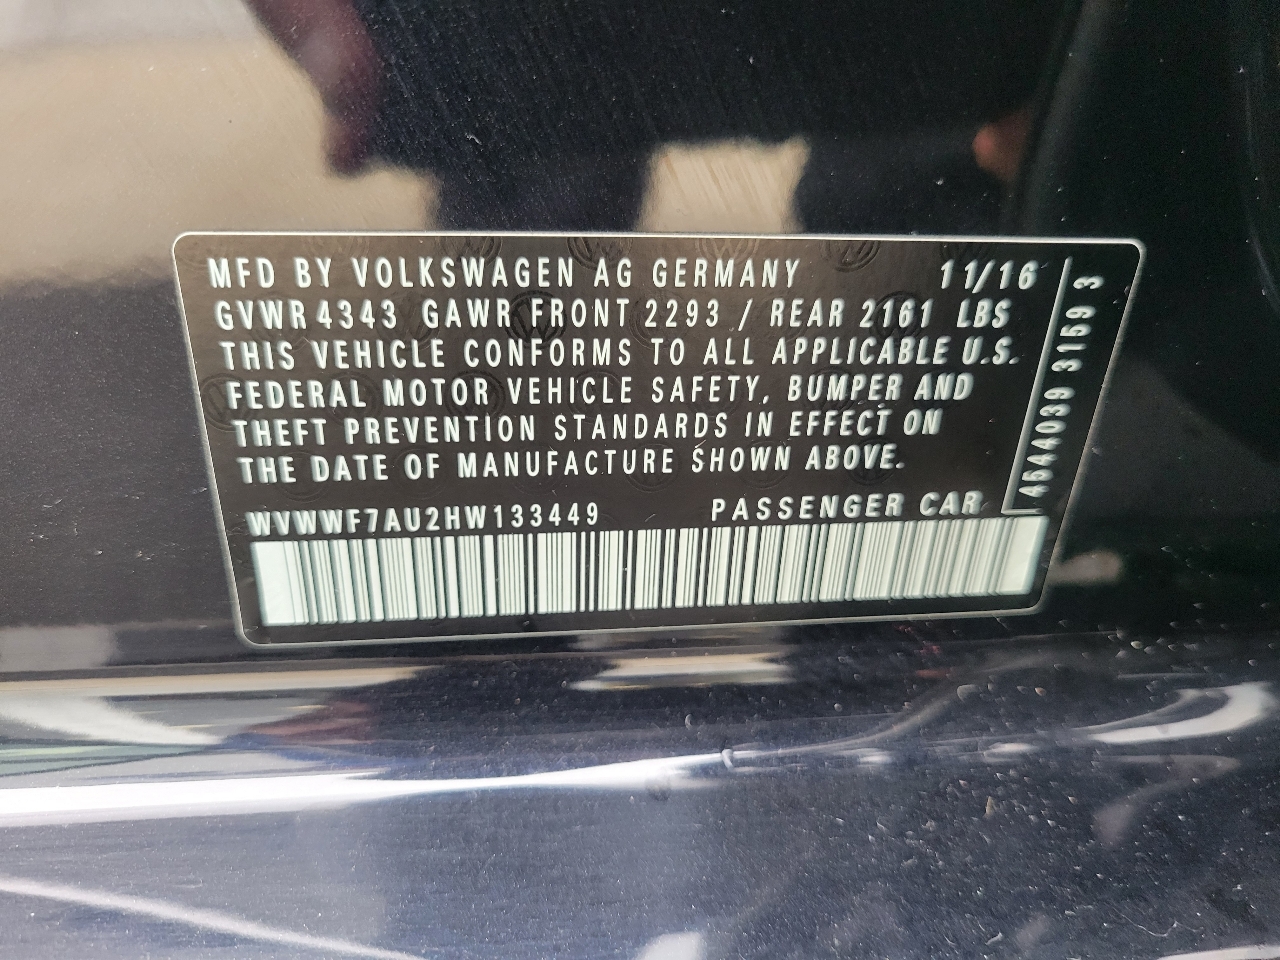 MFD BY VOLKSWAGEN AG GERMANY 11/16
GVWR 4343 GAWR FRONT 2293 / REAR 2161 LBS
THIS VEHICLE CONFORMS TO ALL APPLICABLE U.S.
FEDERAL MOTOR VEHICLE SAFETY, BUMPER AND
THEFT PREVENTION STANDARDS IN EFFECT ON
THE DATE OF MANUFACTURE SHOWN ABOVE.
WVWWF7AU2HW133449 PASSENGER CAR
4544039 3159 3